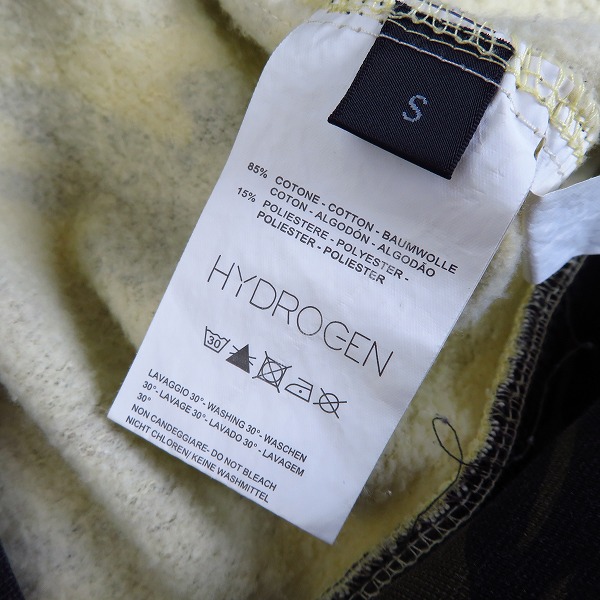 S
85% COTONE - COTTON - BAUMWOLLE
COTON - ALGODÓN - ALGODÃO
15% POLIESTERE - POLYESTER -
POLIESTER - POLIESTER
HYDROGEN
30
LAVAGGIO 30°- WASHING 30°- WASCHEN
30°- LAVAGE 30°- LAVADO 30°- LAVAGEM
30°
NON CANDEGGIARE- DO NOT BLEACH
NICHT CHLOREN/ KEINE WASHMITTEL